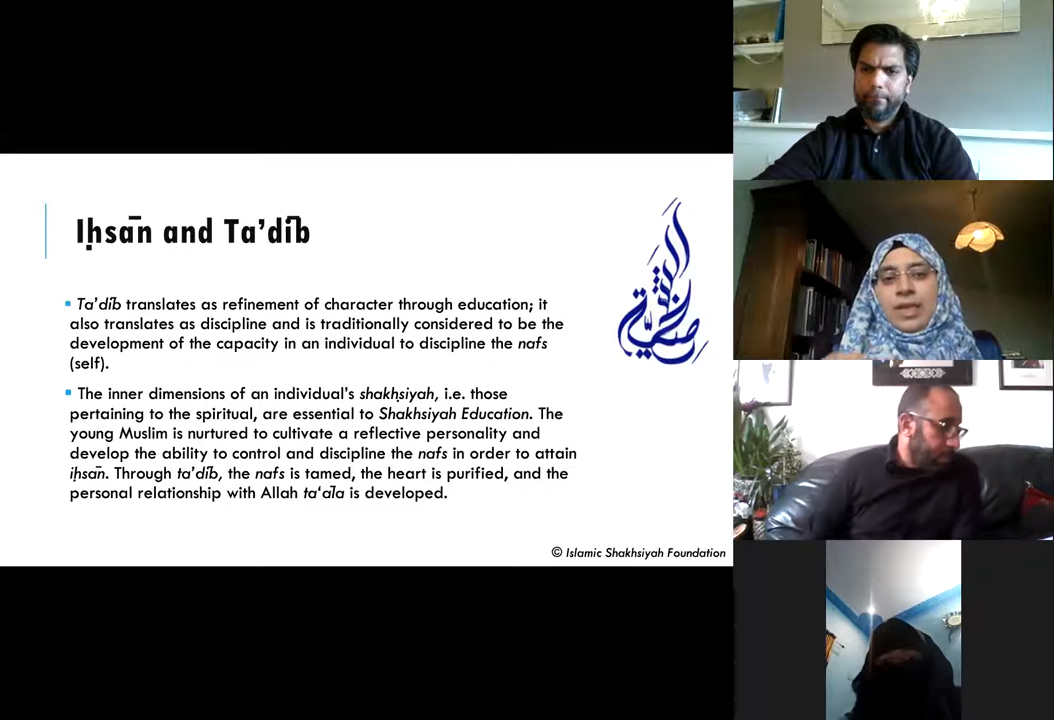 Iḥsān and Ta’dīb
Ta’dīb translates as refinement of character through education; it
also translates as discipline and is traditionally considered to be the
development of the capacity in an individual to discipline the nafs
(self).
The inner dimensions of an individual’s shakhṣiyah, i.e. those
pertaining to the spiritual, are essential to Shakhsiyah Education. The
young Muslim is nurtured to cultivate a reflective personality and
develop the ability to control and discipline the nafs in order to attain
iḥsān. Through ta’dīb, the nafs is tamed, the heart is purified, and the
personal relationship with Allah ta‘āla is developed.
© Islamic Shakhsiyah Foundation